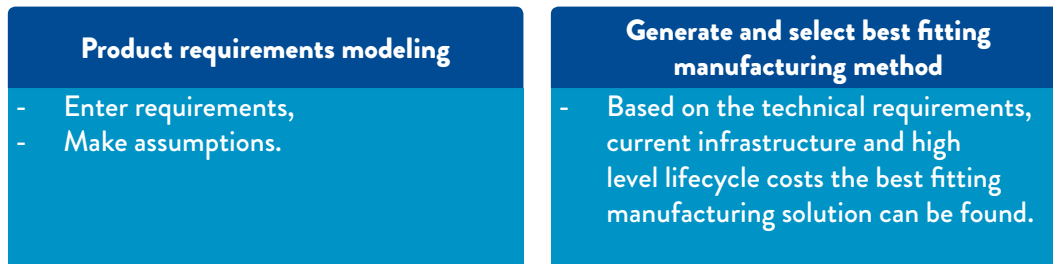 Product requirements modeling
- Enter requirements,
- Make assumptions.
Generate and select best fitting
manufacturing method
- Based on the technical requirements,
current infrastructure and high
level lifecycle costs the best fitting
manufacturing solution can be found.